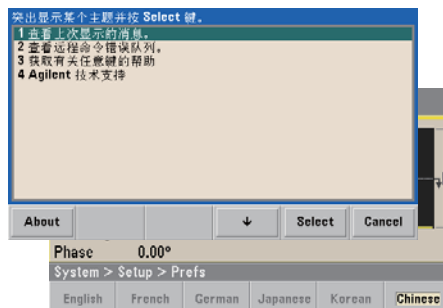 突出显示某个主题并按 Select 键。
1 查看上次显示的消息。
2 查看远程命令错误队列。
3 获取有关任意键的帮助
4 Agilent 技术支持
About ↓ Select Cancel
Phase 0.00°
System > Setup > Prefs
English French German Japanese Korean Chinese